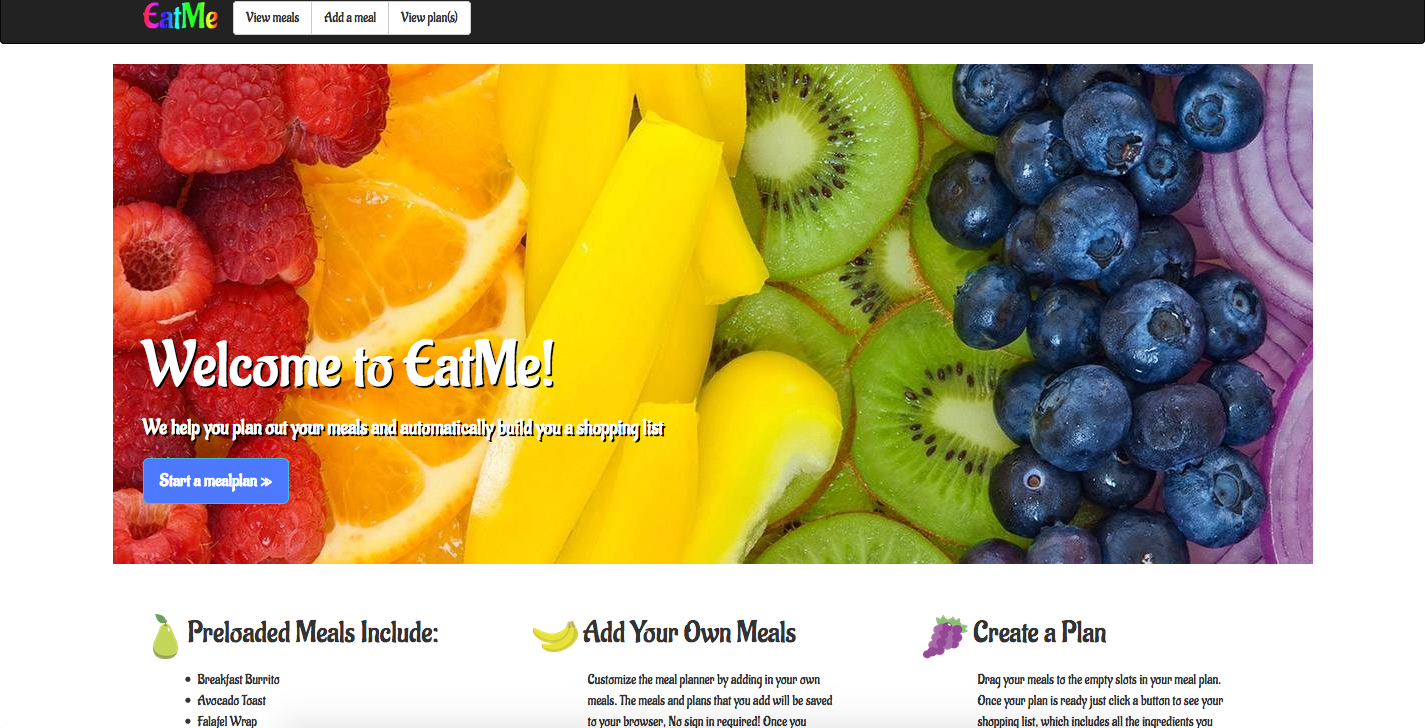 EatMe
View meals
Add a meal
View plan(s)
Welcome to EatMe!
We help you plan out your meals and automatically build you a shopping list
Start a mealplan »
Preloaded Meals Include:
• Breakfast Burrito
• Avocado Toast
• Falafel Wrap
Add Your Own Meals
Customize the meal planner by adding in your own
meals. The meals and plans that you add will be saved
to your browser, No sign in required! Once you
Create a Plan
Drag your meals to the empty slots in your meal plan.
Once your plan is ready just click a button to see your
shopping list, which includes all the ingredients you